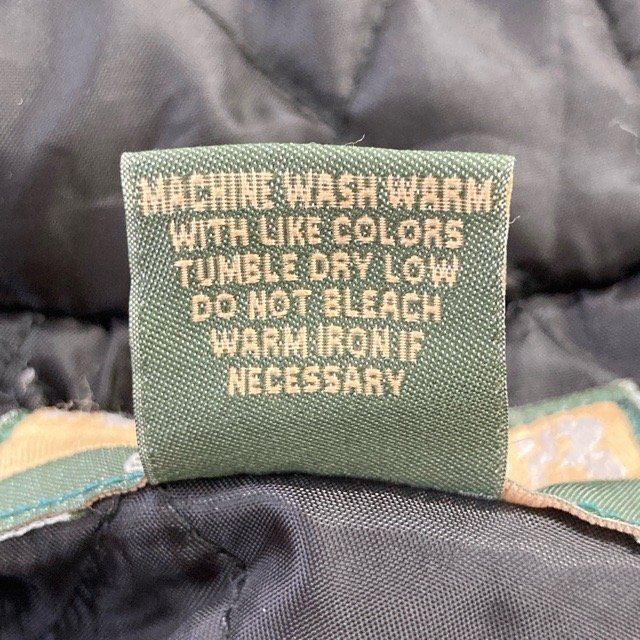 MACHINE WASH WARM
WITH LIKE COLORS
TUMBLE DRY LOW
DO NOT BLEACH
WARM IRON IF
NECESSARY